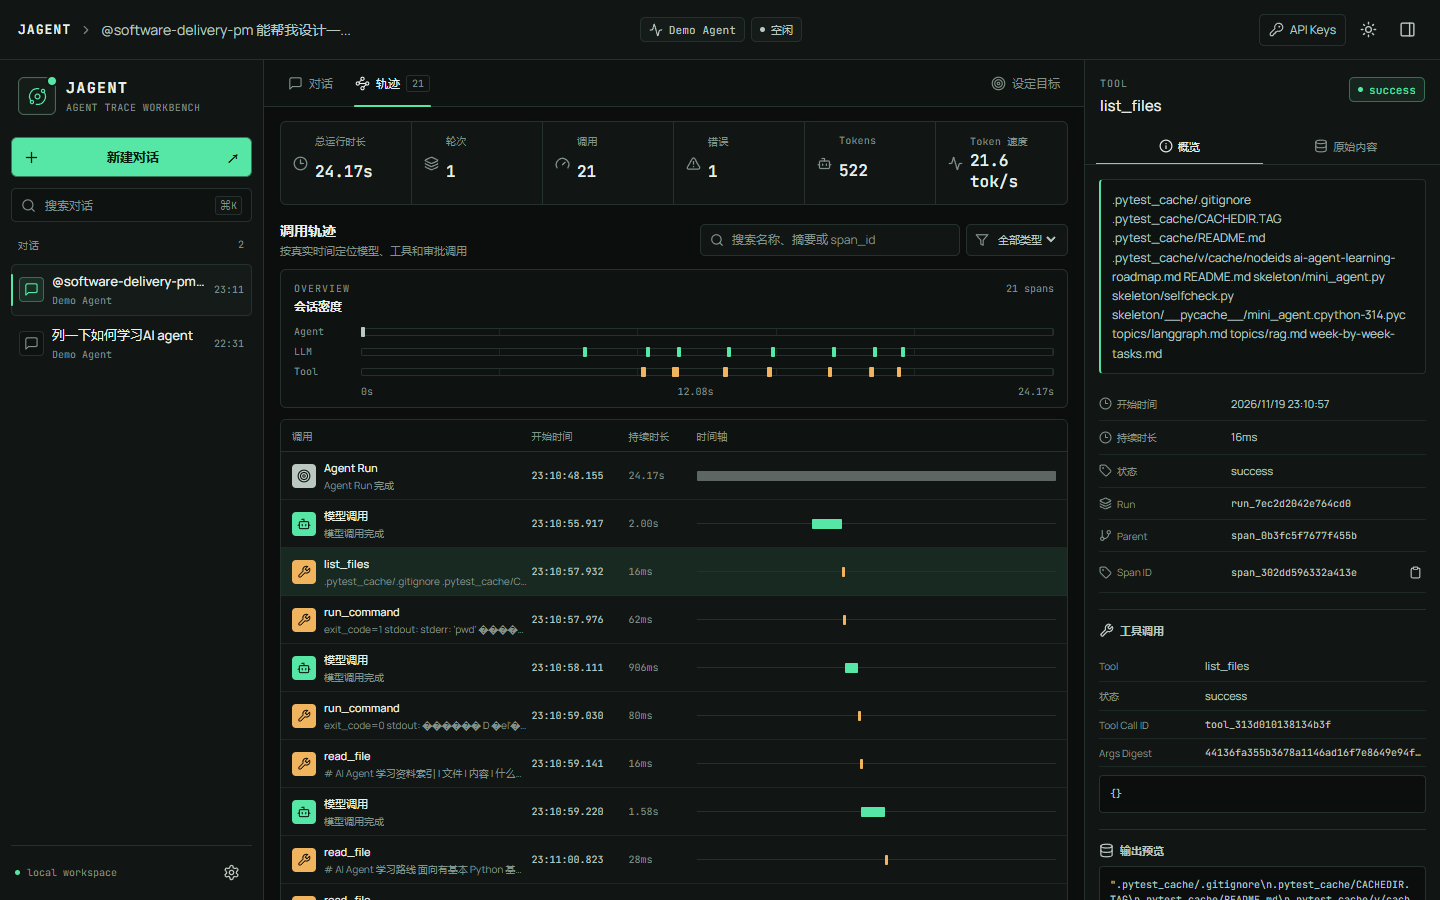 JAGENT > @software-delivery-pm 能帮我设计一...
Demo Agent
空闲
API Keys
JAGENT
AGENT TRACE WORKBENCH
新建对话
搜索对话
⌘K
对话
2
@software-delivery-pm...
Demo Agent
23:11
列一下如何学习AI agent
Demo Agent
22:31
local workspace
对话
轨迹
21
设定目标
总运行时长
24.17s
轮次
1
调用
21
错误
1
Tokens
522
Token 速度
21.6
tok/s
调用轨迹
按真实时间定位模型、工具和审批调用
搜索名称、摘要或 span_id
全部类型
OVERVIEW
会话密度
21 spans
Agent
LLM
Tool
0s
12.08s
24.17s
调用 开始时间 持续时长 时间轴
Agent Run
Agent Run 完成
23:10:48.155 24.17s
模型调用
模型调用完成
23:10:55.917 2.00s
list_files
.pytest_cache/.gitignore .pytest_cache/C...
23:10:57.932 16ms
run_command
exit_code=1 stdout: stderr: 'pwd' ����...
23:10:57.976 62ms
模型调用
模型调用完成
23:10:58.111 906ms
run_command
exit_code=0 stdout: ������ D �el'�...
23:10:59.030 80ms
read_file
# AI Agent 学习资料索引 | 文件 | 内容 | 什么...
23:10:59.141 16ms
模型调用
模型调用完成
23:10:59.220 1.58s
read_file
# AI Agent 学习路线 面向有基本 Python 基...
23:11:00.823 28ms
read_file
TOOL
list_files
success
概览
原始内容
.pytest_cache/.gitignore
.pytest_cache/CACHEDIR.TAG
.pytest_cache/README.md
.pytest_cache/v/cache/nodeids ai-agent-learning-
roadmap.md README.md skeleton/mini_agent.py
skeleton/selfcheck.py
skeleton/__pycache__/mini_agent.cpython-314.pyc
topics/langgraph.md topics/rag.md week-by-week-
tasks.md
开始时间 2026/11/19 23:10:57
持续时长 16ms
状态 success
Run run_7ec2d2042e764cd0
Parent span_0b3fc5f7677f455b
Span ID span_302dd596332a413e
工具调用
Tool list_files
状态 success
Tool Call ID tool_313d010138134b3f
Args Digest 44136fa355b3678a1146ad16f7e8649e94f...
{}
输出预览
".pytest_cache/.gitignore\n.pytest_cache/CACHEDIR.
TAG\n.pytest_cache/README.md\n.pytest_cache/v/cach